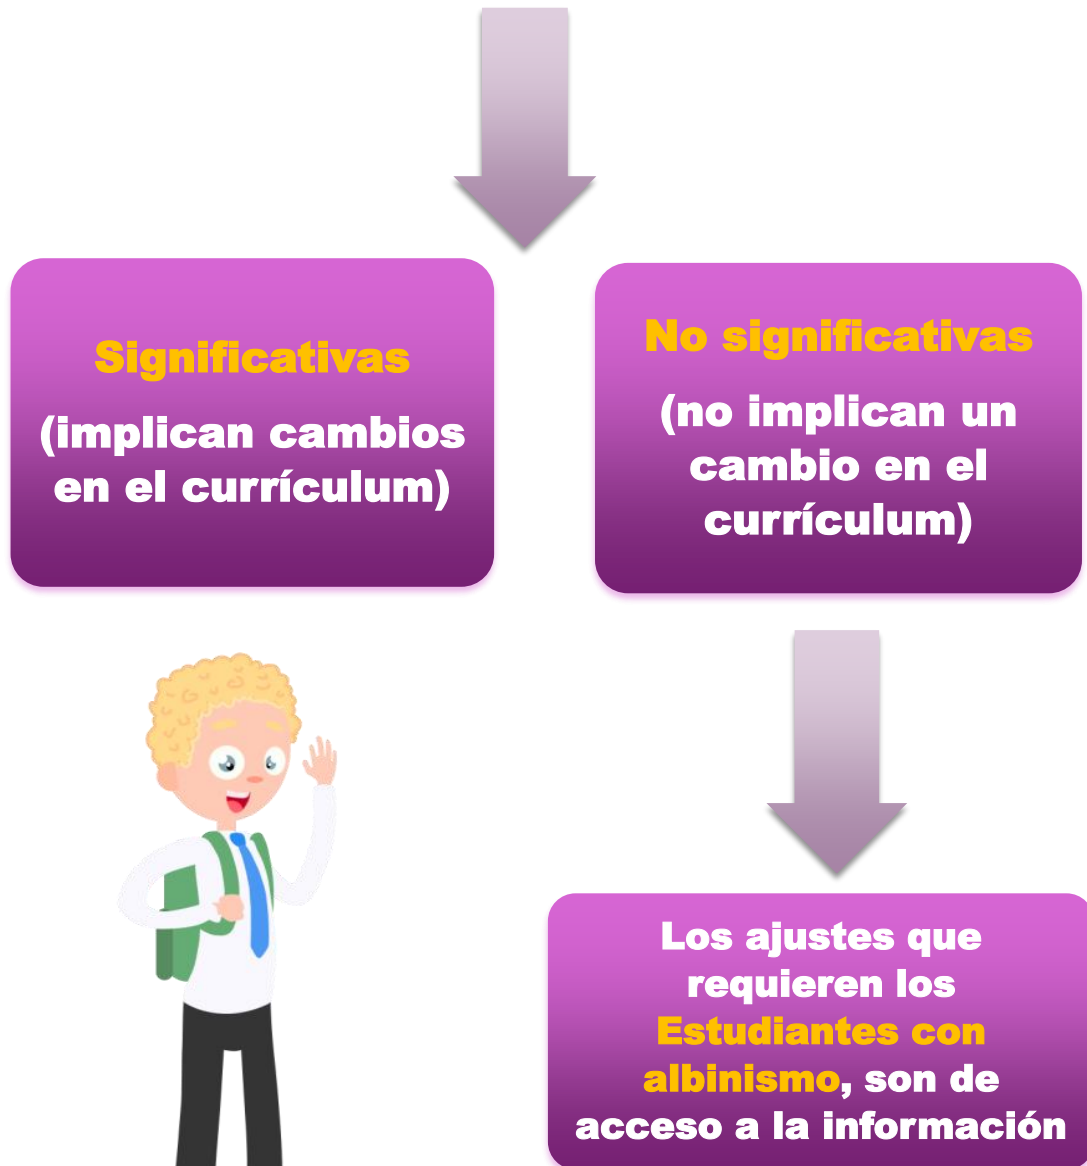 Significativas
(implican cambios
en el currículum)
No significativas
(no implican un
cambio en el
currículum)
Los ajustes que
requieren los
Estudiantes con
albinismo, son de
acceso a la información